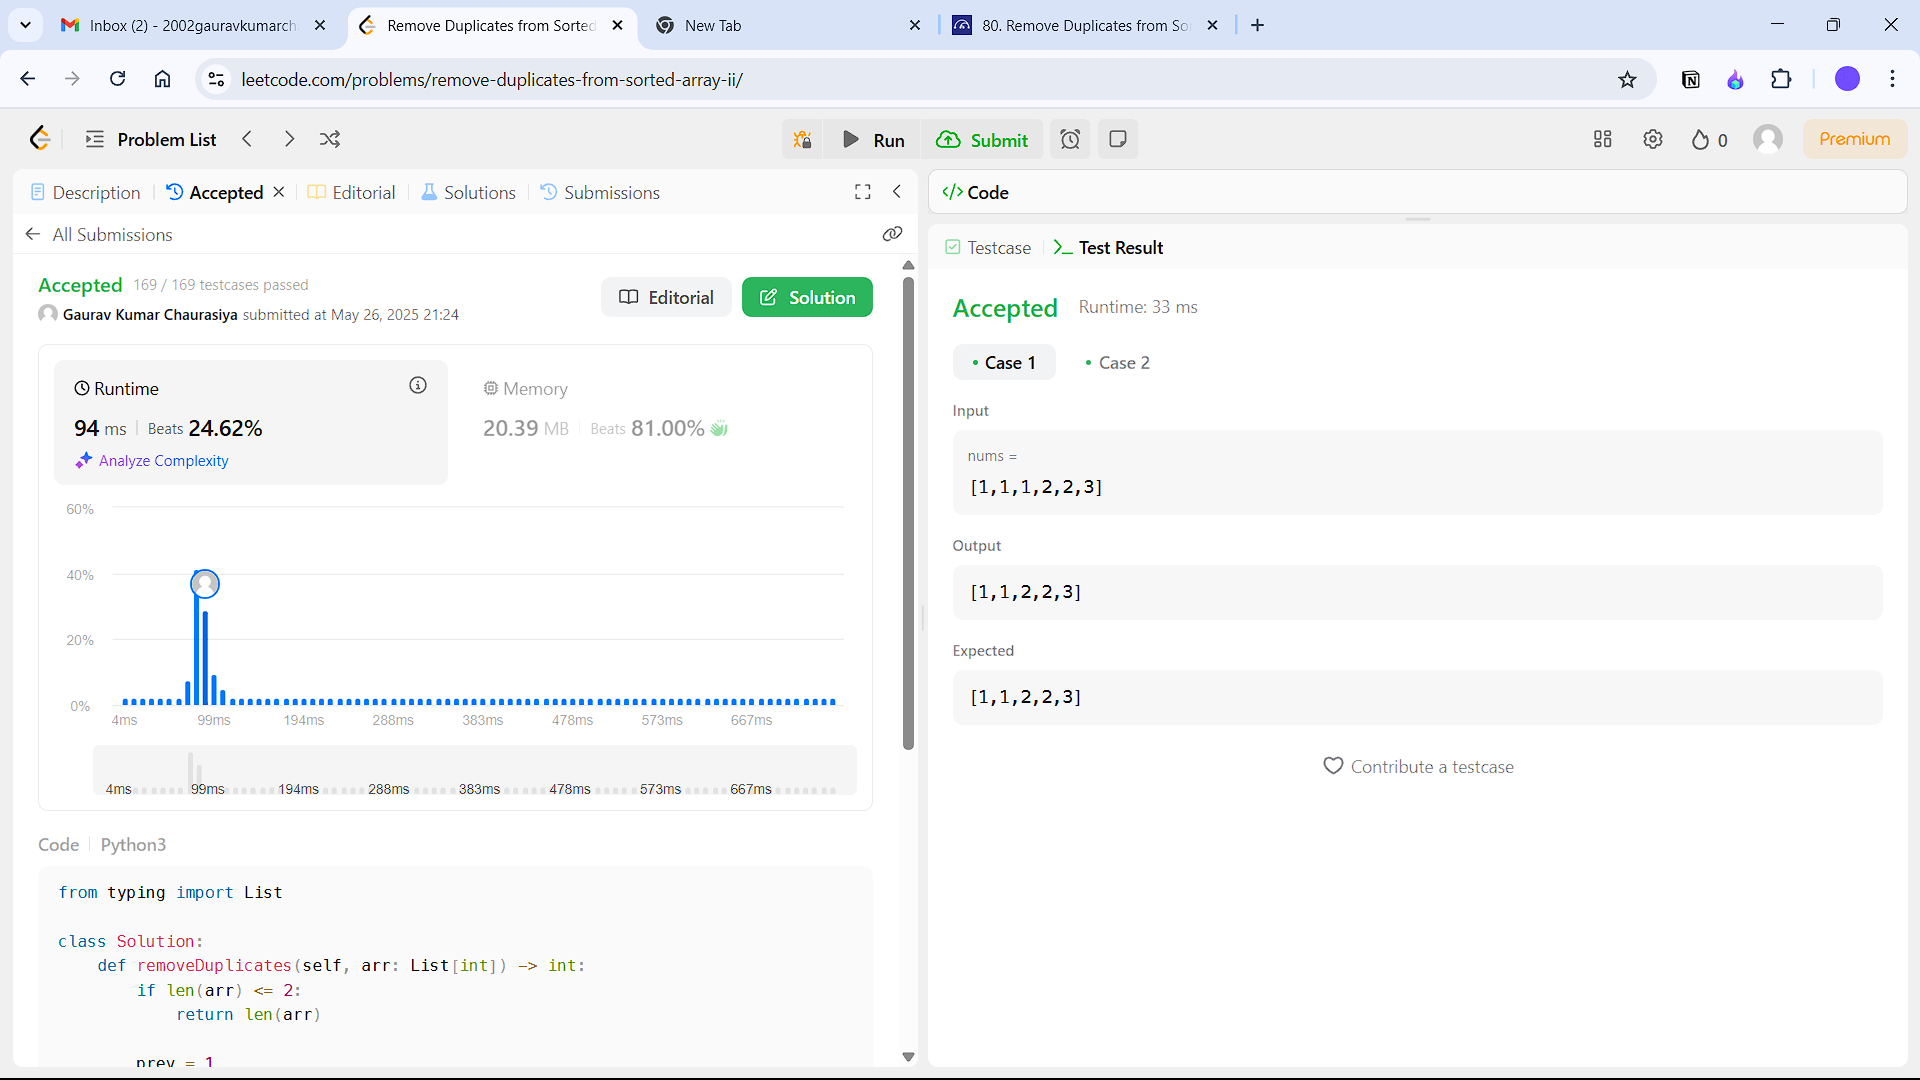 Inbox (2) - 2002gauravkumarch
Remove Duplicates from Sorted
New Tab
80. Remove Duplicates from So
leetcode.com/problems/remove-duplicates-from-sorted-array-ii/
Problem List
Run
Submit
0
Premium
Description
Accepted
Editorial
Solutions
Submissions
All Submissions
Accepted 169 / 169 testcases passed
Gaurav Kumar Chaurasiya submitted at May 26, 2025 21:24
Editorial
Solution
Runtime
94 ms Beats 24.62%
Analyze Complexity
Memory
20.39 MB Beats 81.00%
60%
40%
20%
0%
4ms 99ms 194ms 288ms 383ms 478ms 573ms 667ms
4ms 99ms 194ms 288ms 383ms 478ms 573ms 667ms
Code Python3
from typing import List
class Solution:
def removeDuplicates(self, arr: List[int]) -> int:
if len(arr) <= 2:
return len(arr)
prev = 1
</> Code
Testcase
Test Result
Accepted Runtime: 33 ms
Case 1
Case 2
Input
nums =
[1,1,1,2,2,3]
Output
[1,1,2,2,3]
Expected
[1,1,2,2,3]
Contribute a testcase